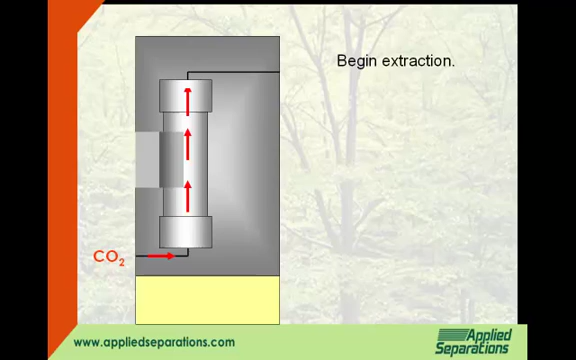 Begin extraction.
CO₂
www.appliedseparations.com
Applied
Separations